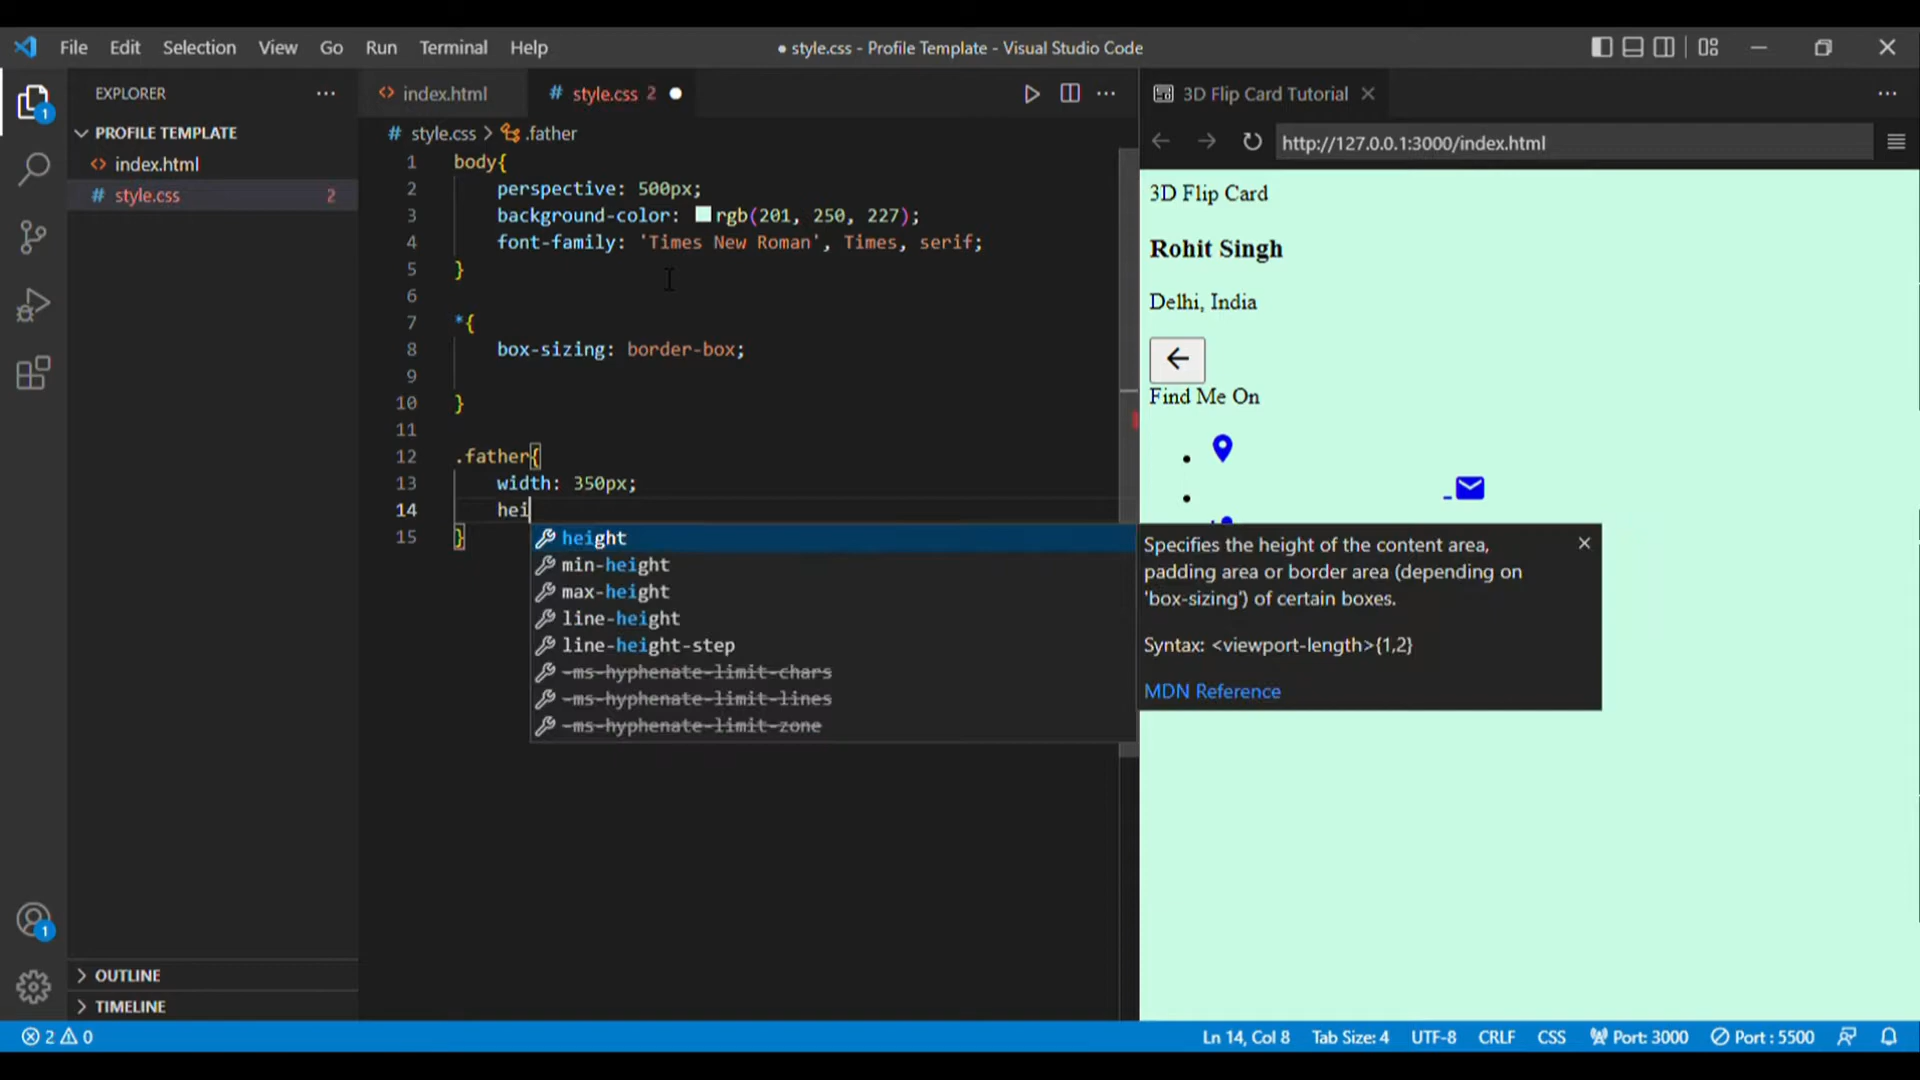 File Edit Selection View Go Run Terminal Help
● style.css - Profile Template - Visual Studio Code
EXPLORER ...
PROFILE TEMPLATE
<> index.html
# style.css 2
OUTLINE
TIMELINE
1
1
<> index.html
# style.css 2 ●
# style.css > .father
1 body{
2 perspective: 500px;
3 background-color: rgb(201, 250, 227);
4 font-family: 'Times New Roman', Times, serif;
5 }
6
7 *{
8 box-sizing: border-box;
9
10 }
11
12 .father{
13 width: 350px;
14 hei
15 }
height
min-height
max-height
line-height
line-height-step
-ms-hyphenate-limit-chars
-ms-hyphenate-limit-lines
-ms-hyphenate-limit-zone
Specifies the height of the content area,
padding area or border area (depending on
'box-sizing') of certain boxes.
Syntax: <viewport-length>{1,2}
MDN Reference
3D Flip Card Tutorial
http://127.0.0.1:3000/index.html
3D Flip Card
Rohit Singh
Delhi, India
Find Me On
2 0
Ln 14, Col 8 Tab Size: 4 UTF-8 CRLF CSS Port: 3000 Port : 5500